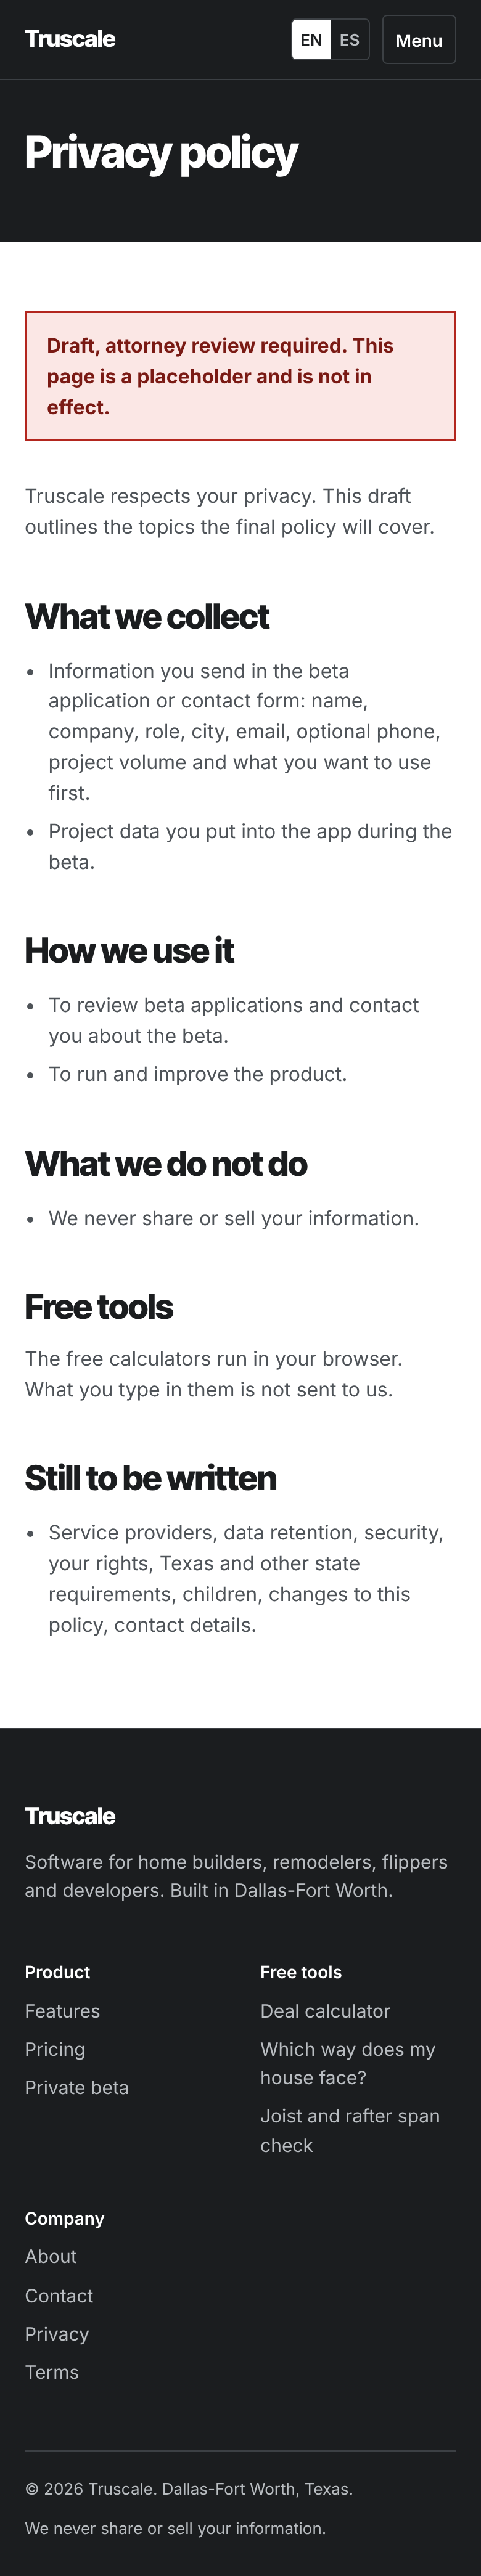 Truscale
EN ES Menu
Privacy policy
Draft, attorney review required. This
page is a placeholder and is not in
effect.
Truscale respects your privacy. This draft
outlines the topics the final policy will cover.
What we collect
• Information you send in the beta
application or contact form: name,
company, role, city, email, optional phone,
project volume and what you want to use
first.
• Project data you put into the app during the
beta.
How we use it
• To review beta applications and contact
you about the beta.
• To run and improve the product.
What we do not do
• We never share or sell your information.
Free tools
The free calculators run in your browser.
What you type in them is not sent to us.
Still to be written
• Service providers, data retention, security,
your rights, Texas and other state
requirements, children, changes to this
policy, contact details.
Truscale
Software for home builders, remodelers, flippers
and developers. Built in Dallas-Fort Worth.
Product
Features
Pricing
Private beta
Free tools
Deal calculator
Which way does my
house face?
Joist and rafter span
check
Company
About
Contact
Privacy
Terms
© 2026 Truscale. Dallas-Fort Worth, Texas.
We never share or sell your information.